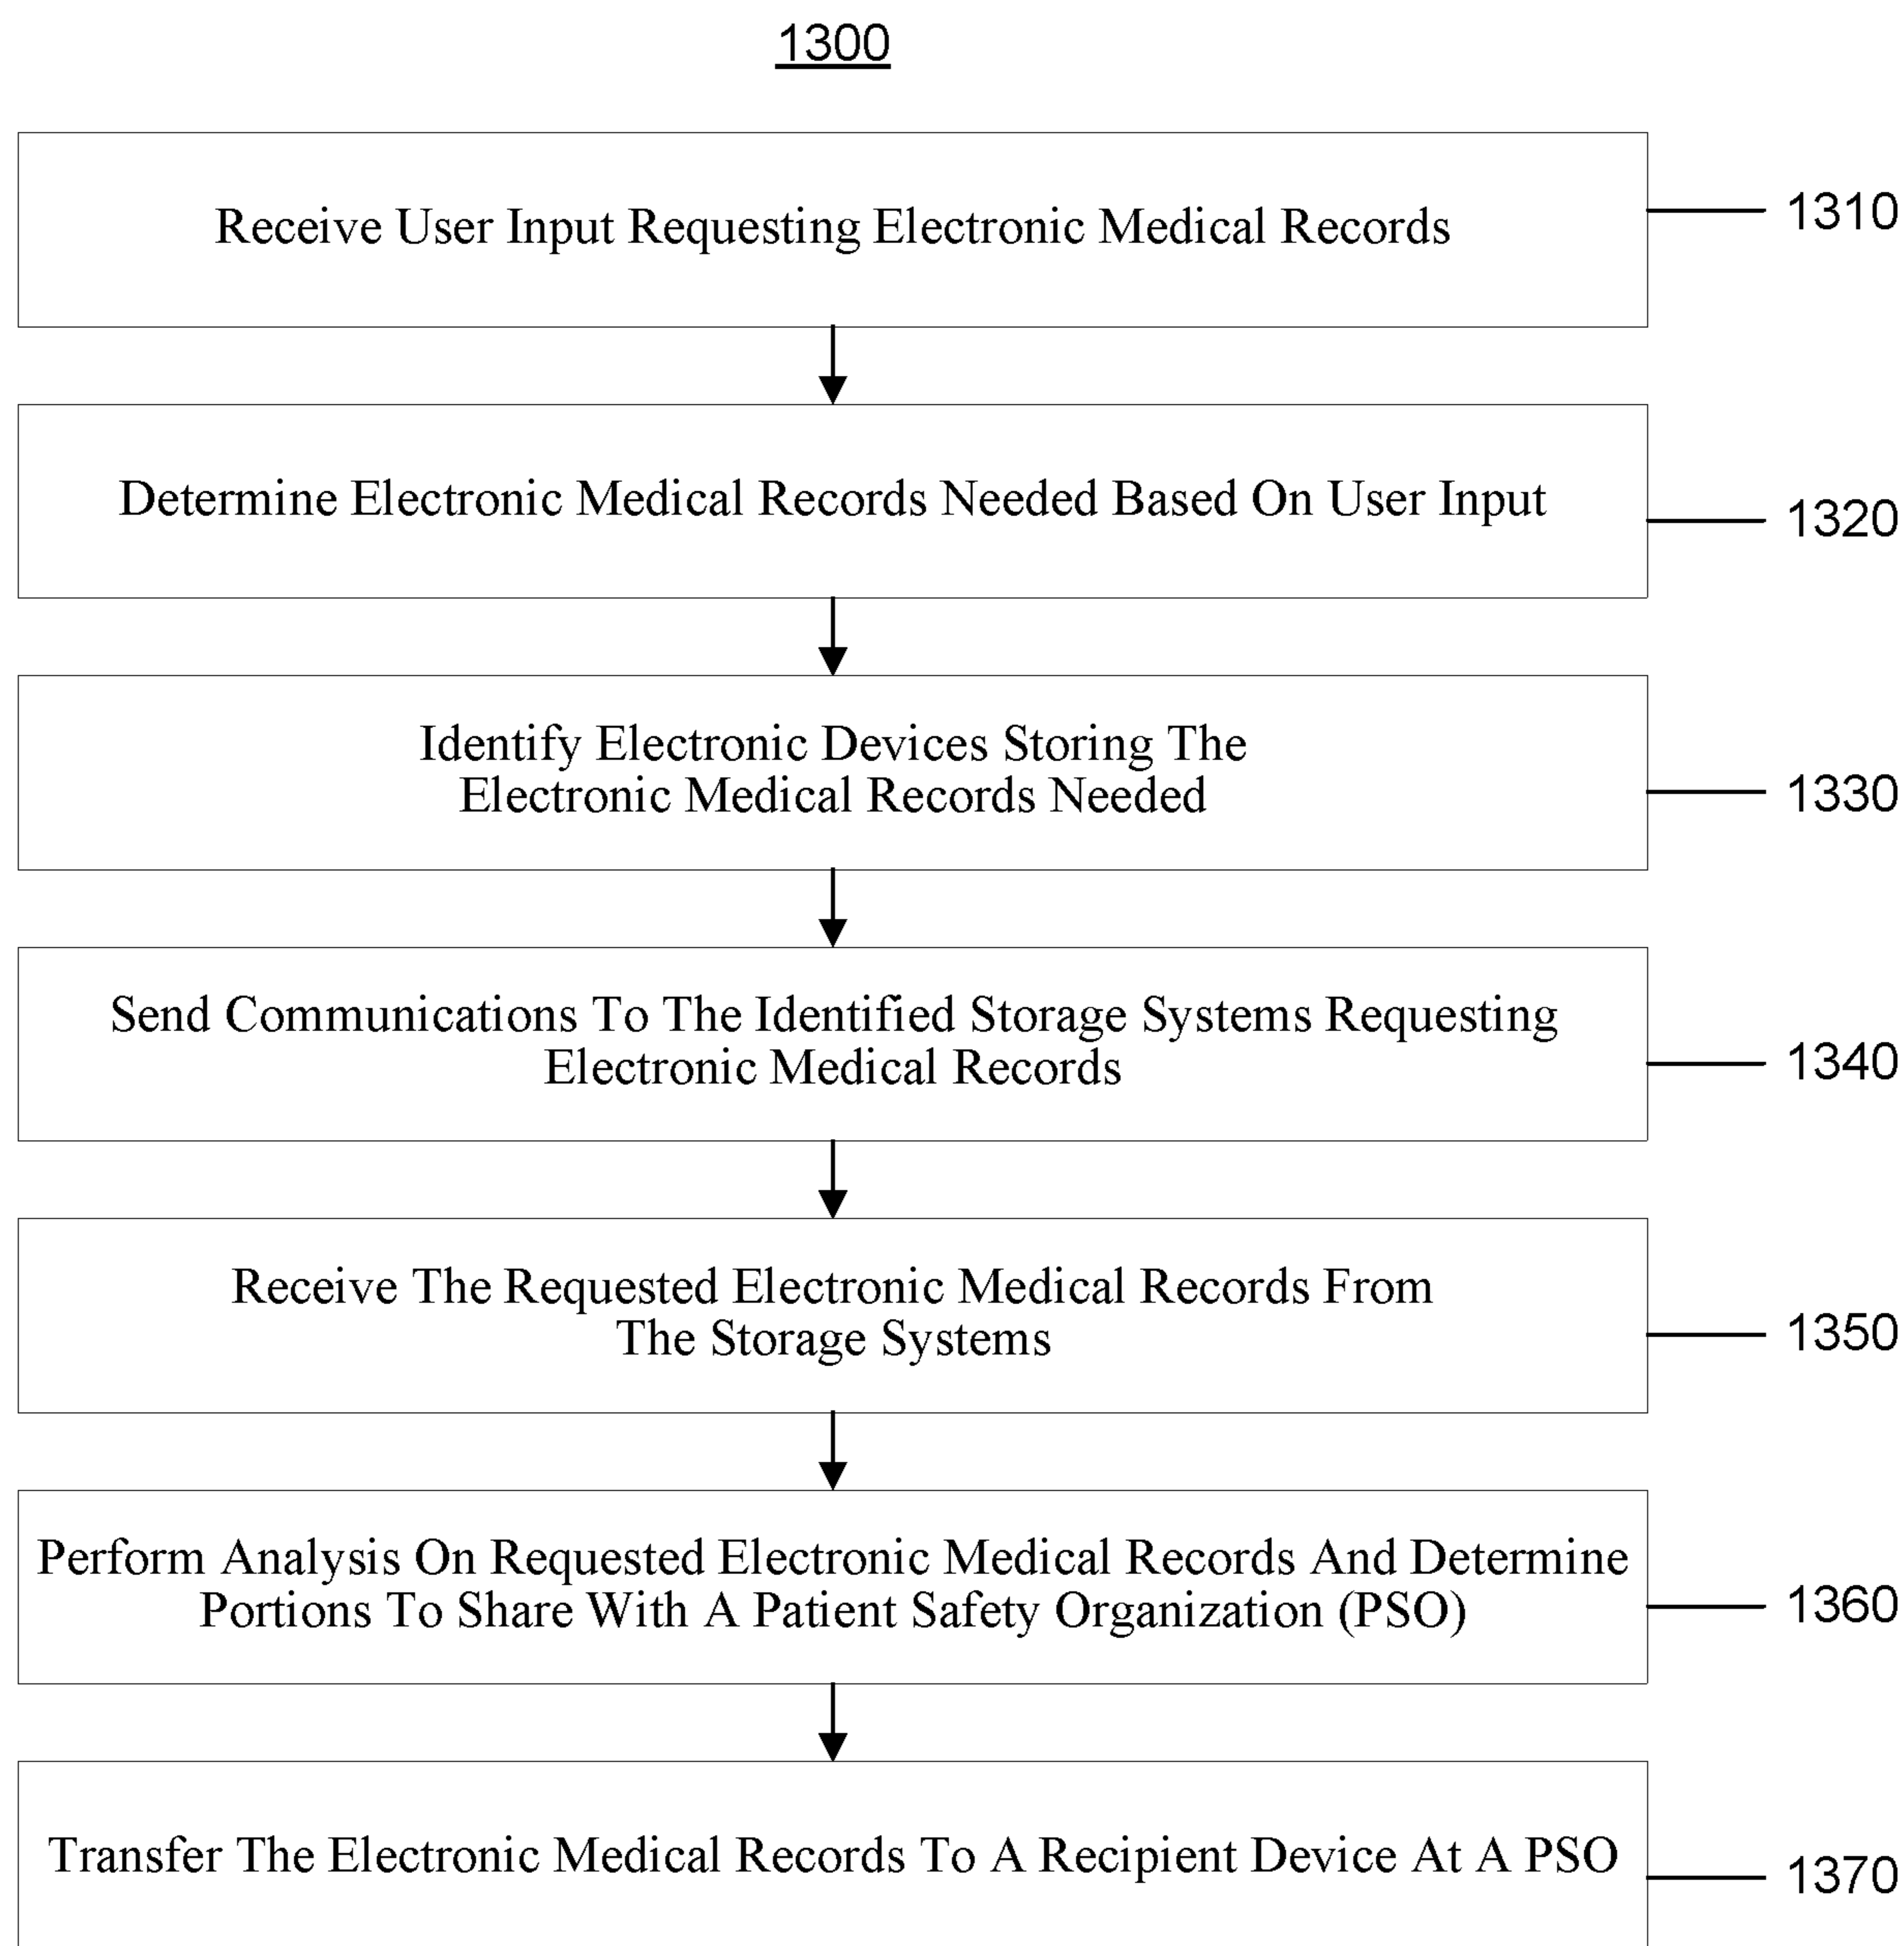 1300
Receive User Input Requesting Electronic Medical Records
1310
Determine Electronic Medical Records Needed Based On User Input
1320
Identify Electronic Devices Storing The
Electronic Medical Records Needed
1330
Send Communications To The Identified Storage Systems Requesting
Electronic Medical Records
1340
Receive The Requested Electronic Medical Records From
The Storage Systems
1350
Perform Analysis On Requested Electronic Medical Records And Determine
Portions To Share With A Patient Safety Organization (PSO)
1360
Transfer The Electronic Medical Records To A Recipient Device At A PSO
1370